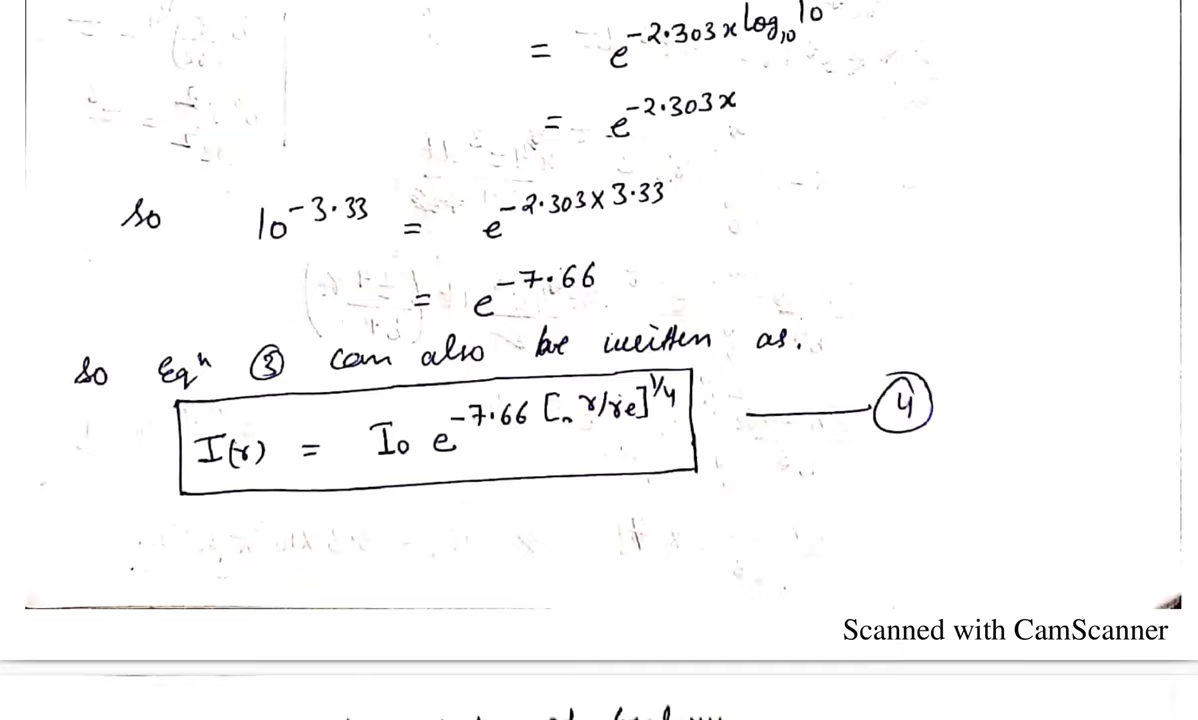 = e^{-2.303 x log_{10} 10}
= e^{-2.303x}
so 10^{-3.33} = e^{-2.303 X 3.33}
= e^{-7.66}
so Eqⁿ ③ can also be written as.
I(r) = I₀ e^{-7.66 [r/re]^{1/4}} ④
Scanned with CamScanner